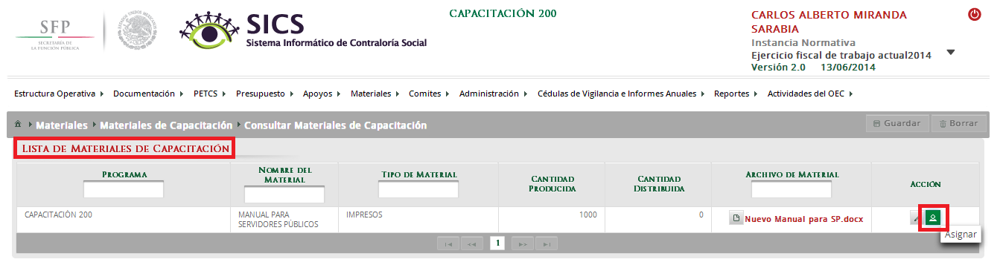 SFP
SECRETARÍA DE
LA FUNCIÓN PÚBLICA
ESTADOS UNIDOS MEXICANOS
SICS
Sistema Informático de Contraloría Social
CAPACITACIÓN 200
CARLOS ALBERTO MIRANDA
SARABIA
Instancia Normativa
Ejercicio fiscal de trabajo actual2014
Versión 2.0 13/06/2014
Estructura Operativa Documentación PETCS Presupuesto Apoyos Materiales Comites Administración Cédulas de Vigilancia e Informes Anuales Reportes Actividades del OEC
Materiales Materiales de Capacitación Consultar Materiales de Capacitación Guardar Borrar
LISTA DE MATERIALES DE CAPACITACIÓN
PROGRAMA
NOMBRE DEL
MATERIAL
TIPO DE MATERIAL
CANTIDAD
PRODUCIDA
CANTIDAD
DISTRIBUIDA
ARCHIVO DE MATERIAL
ACCIÓN
CAPACITACIÓN 200
MANUAL PARA
SERVIDORES PÚBLICOS
IMPRESOS
1000
0
Nuevo Manual para SP.docx
Asignar
1